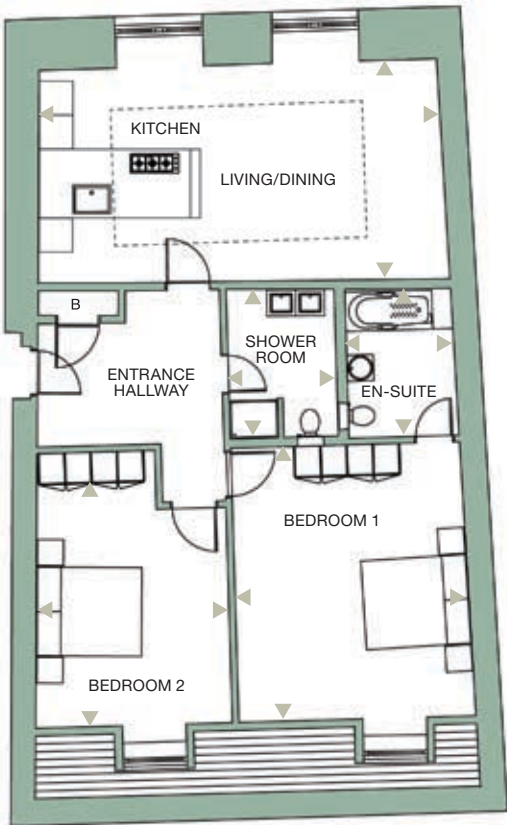 KITCHEN
LIVING/DINING
B
SHOWER
ROOM
ENTRANCE
HALLWAY
EN-SUITE
BEDROOM 1
BEDROOM 2